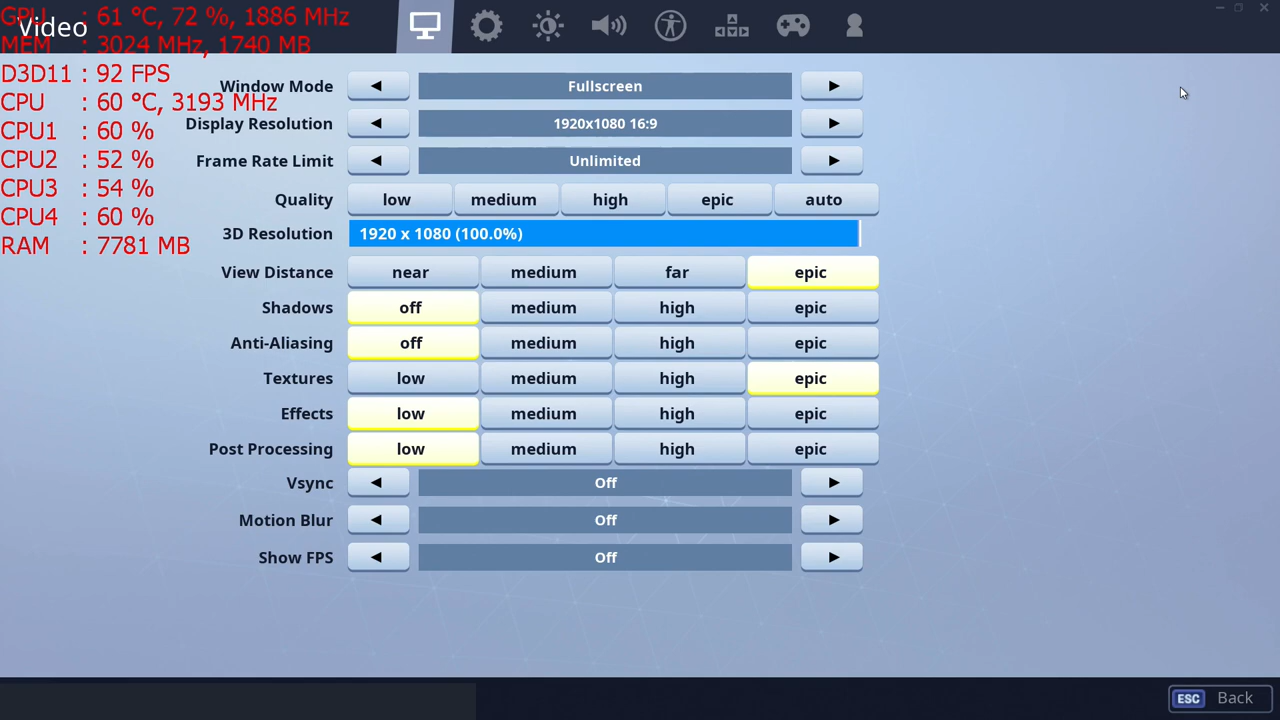 Video
GPU : 61 °C, 72 %, 1886 MHz
MEM : 3024 MHz, 1740 MB
D3D11 : 92 FPS
CPU : 60 °C, 3193 MHz
CPU1 : 60 %
CPU2 : 52 %
CPU3 : 54 %
CPU4 : 60 %
RAM : 7781 MB
Window Mode ◀ Fullscreen ▶
Display Resolution ◀ 1920x1080 16:9 ▶
Frame Rate Limit ◀ Unlimited ▶
Quality low medium high epic auto
3D Resolution 1920 x 1080 (100.0%)
View Distance near medium far epic
Shadows off medium high epic
Anti-Aliasing off medium high epic
Textures low medium high epic
Effects low medium high epic
Post Processing low medium high epic
Vsync ◀ Off ▶
Motion Blur ◀ Off ▶
Show FPS ◀ Off ▶
ESC Back